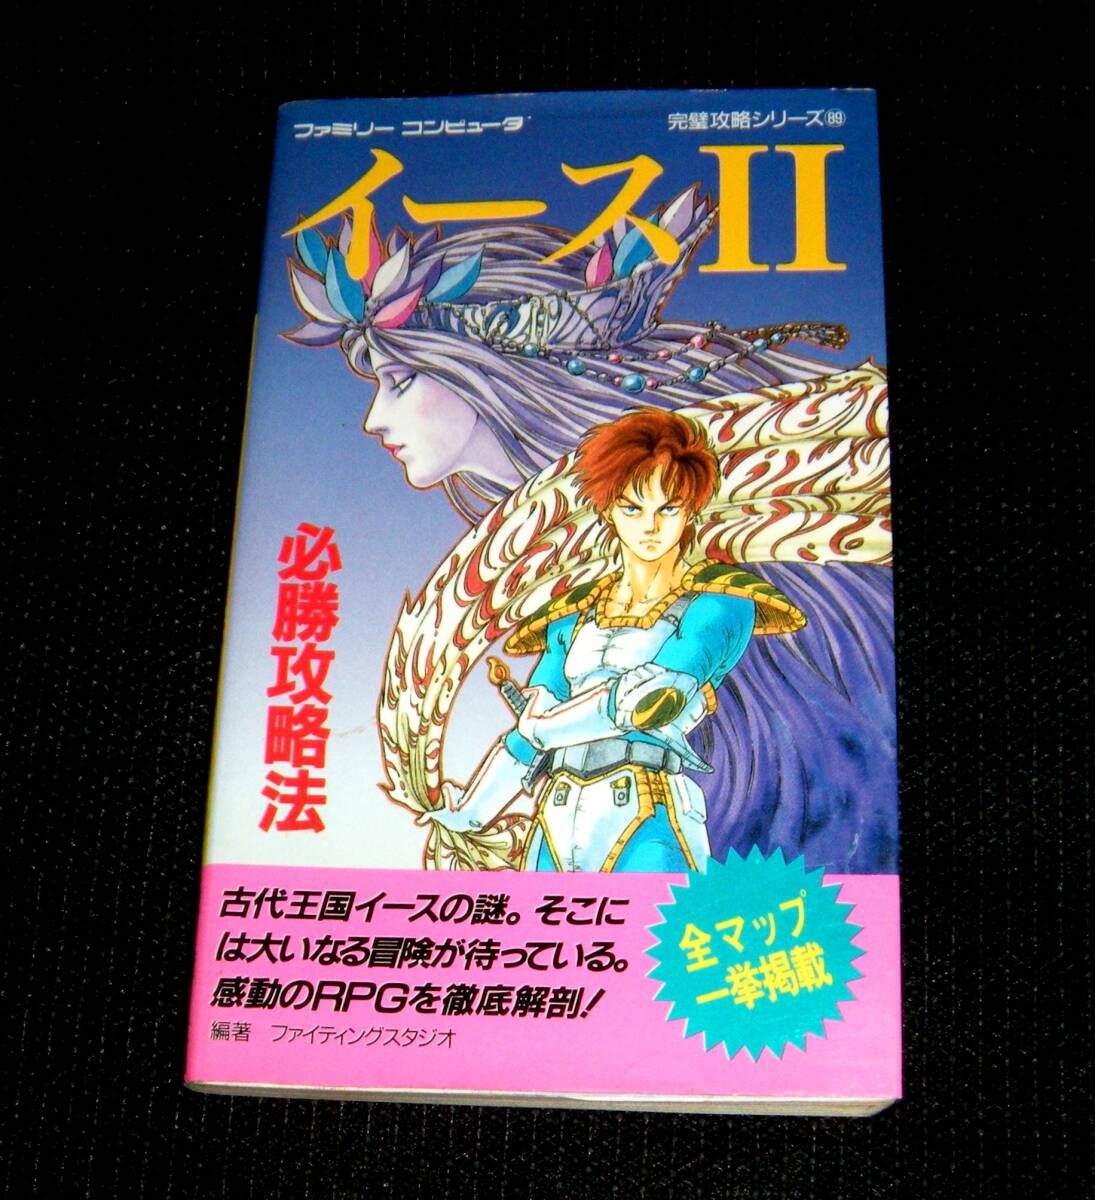 ファミリー コンピュータ
完璧攻略シリーズ89
イースII
必勝攻略法
古代王国イースの謎。そこに
は大いなる冒険が待っている。
感動のRPGを徹底解剖!
編著 ファイティングスタジオ
全マップ
一挙掲載